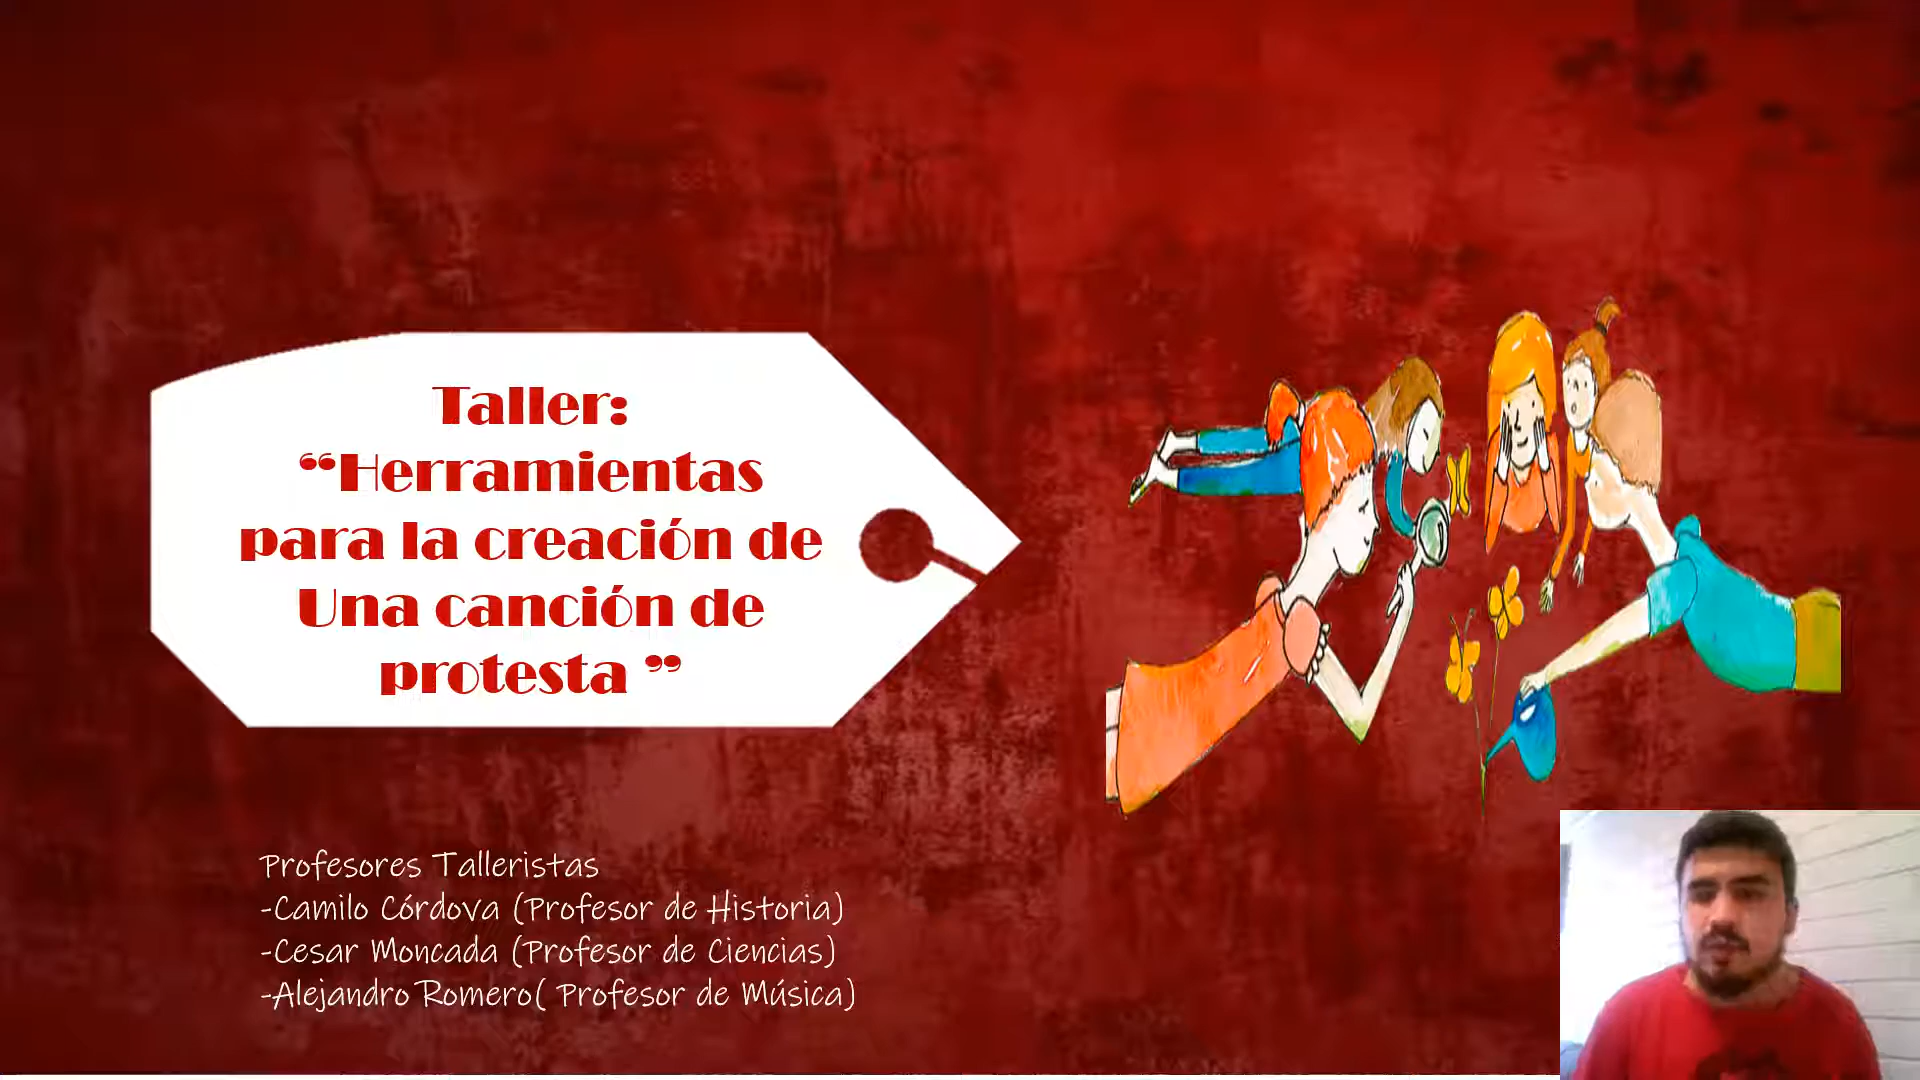 Taller:
“Herramientas
para la creación de
Una canción de
protesta ”
Profesores Talleristas
-Camilo Córdova (Profesor de Historia)
-Cesar Moncada (Profesor de Ciencias)
-Alejandro Romero( Profesor de Música)